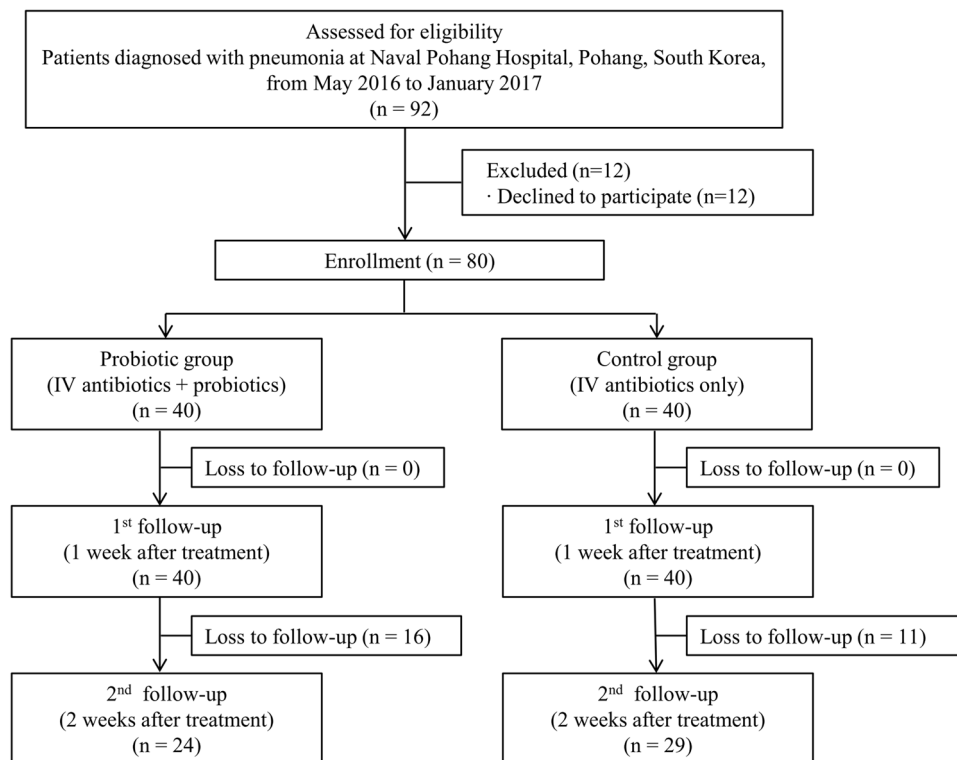 Assessed for eligibility
Patients diagnosed with pneumonia at Naval Pohang Hospital, Pohang, South Korea,
from May 2016 to January 2017
(n = 92)
Excluded (n=12)
· Declined to participate (n=12)
Enrollment (n = 80)
Probiotic group
(IV antibiotics + probiotics)
(n = 40)
Control group
(IV antibiotics only)
(n = 40)
Loss to follow-up (n = 0)
Loss to follow-up (n = 0)
1st follow-up
(1 week after treatment)
(n = 40)
1st follow-up
(1 week after treatment)
(n = 40)
Loss to follow-up (n = 16)
Loss to follow-up (n = 11)
2nd follow-up
(2 weeks after treatment)
(n = 24)
2nd follow-up
(2 weeks after treatment)
(n = 29)